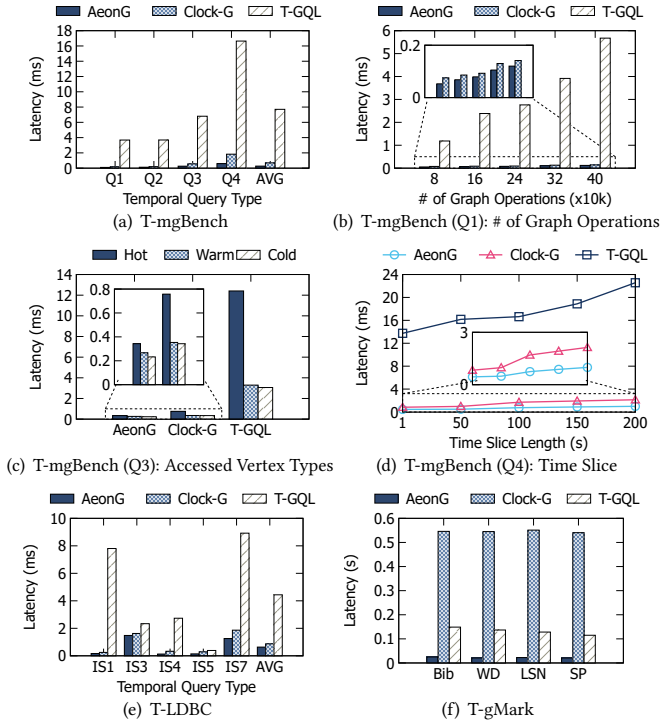 AeonG Clock-G T-GQL
Latency (ms)
18
16
14
12
10
8
6
4
2
0
Q1 Q2 Q3 Q4 AVG
Temporal Query Type
(a) T-mgBench
AeonG Clock-G T-GQL
Latency (ms)
6
5
4
3
2
1
0
0.2
0
8 16 24 32 40
# of Graph Operations (x10k)
(b) T-mgBench (Q1): # of Graph Operations
Hot Warm Cold
Latency (ms)
14
12
10
8
6
4
2
0
0.8
0.6
0.4
0.2
0
AeonG Clock-G T-GQL
(c) T-mgBench (Q3): Accessed Vertex Types
AeonG Clock-G T-GQL
Latency (ms)
24
20
16
12
8
4
0
3
0
1 50 100 150 200
Time Slice Length (s)
(d) T-mgBench (Q4): Time Slice
AeonG Clock-G T-GQL
Latency (ms)
10
8
6
4
2
0
IS1 IS3 IS4 IS5 IS7 AVG
Temporal Query Type
(e) T-LDBC
AeonG Clock-G T-GQL
Latency (s)
0.6
0.5
0.4
0.3
0.2
0.1
0
Bib WD LSN SP
(f) T-gMark